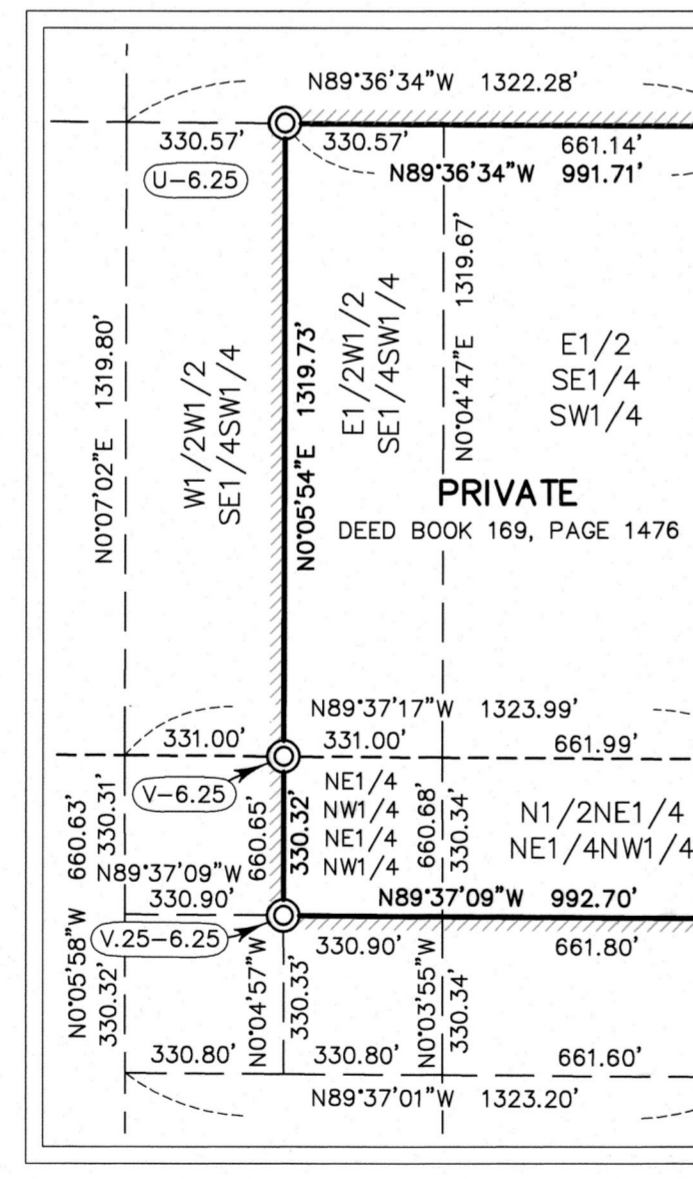 N89°36'34"W 1322.28'
330.57'
330.57'
661.14'
U-6.25
N89°36'34"W 991.71'
N0°07'02"E 1319.80'
W1/2W1/2
SE1/4SW1/4
N0°05'54"E 1319.73'
E1/2W1/2
SE1/4SW1/4
N0°04'47"E 1319.67'
E1/2
SE1/4
SW1/4
PRIVATE
DEED BOOK 169, PAGE 1476
N89°37'17"W 1323.99'
331.00'
331.00'
661.99'
V-6.25
N0°05'58"W 660.63'
330.31'
330.32'
N0°04'57"W 660.65'
330.32'
330.33'
NE1/4
NW1/4
NE1/4
NW1/4
N0°03'55"W 660.68'
330.34'
330.34'
N1/2NE1/4
NE1/4NW1/4
N89°37'09"W
330.90'
N89°37'09"W 992.70'
V.25-6.25
330.90'
661.80'
330.80'
330.80'
661.60'
N89°37'01"W 1323.20'